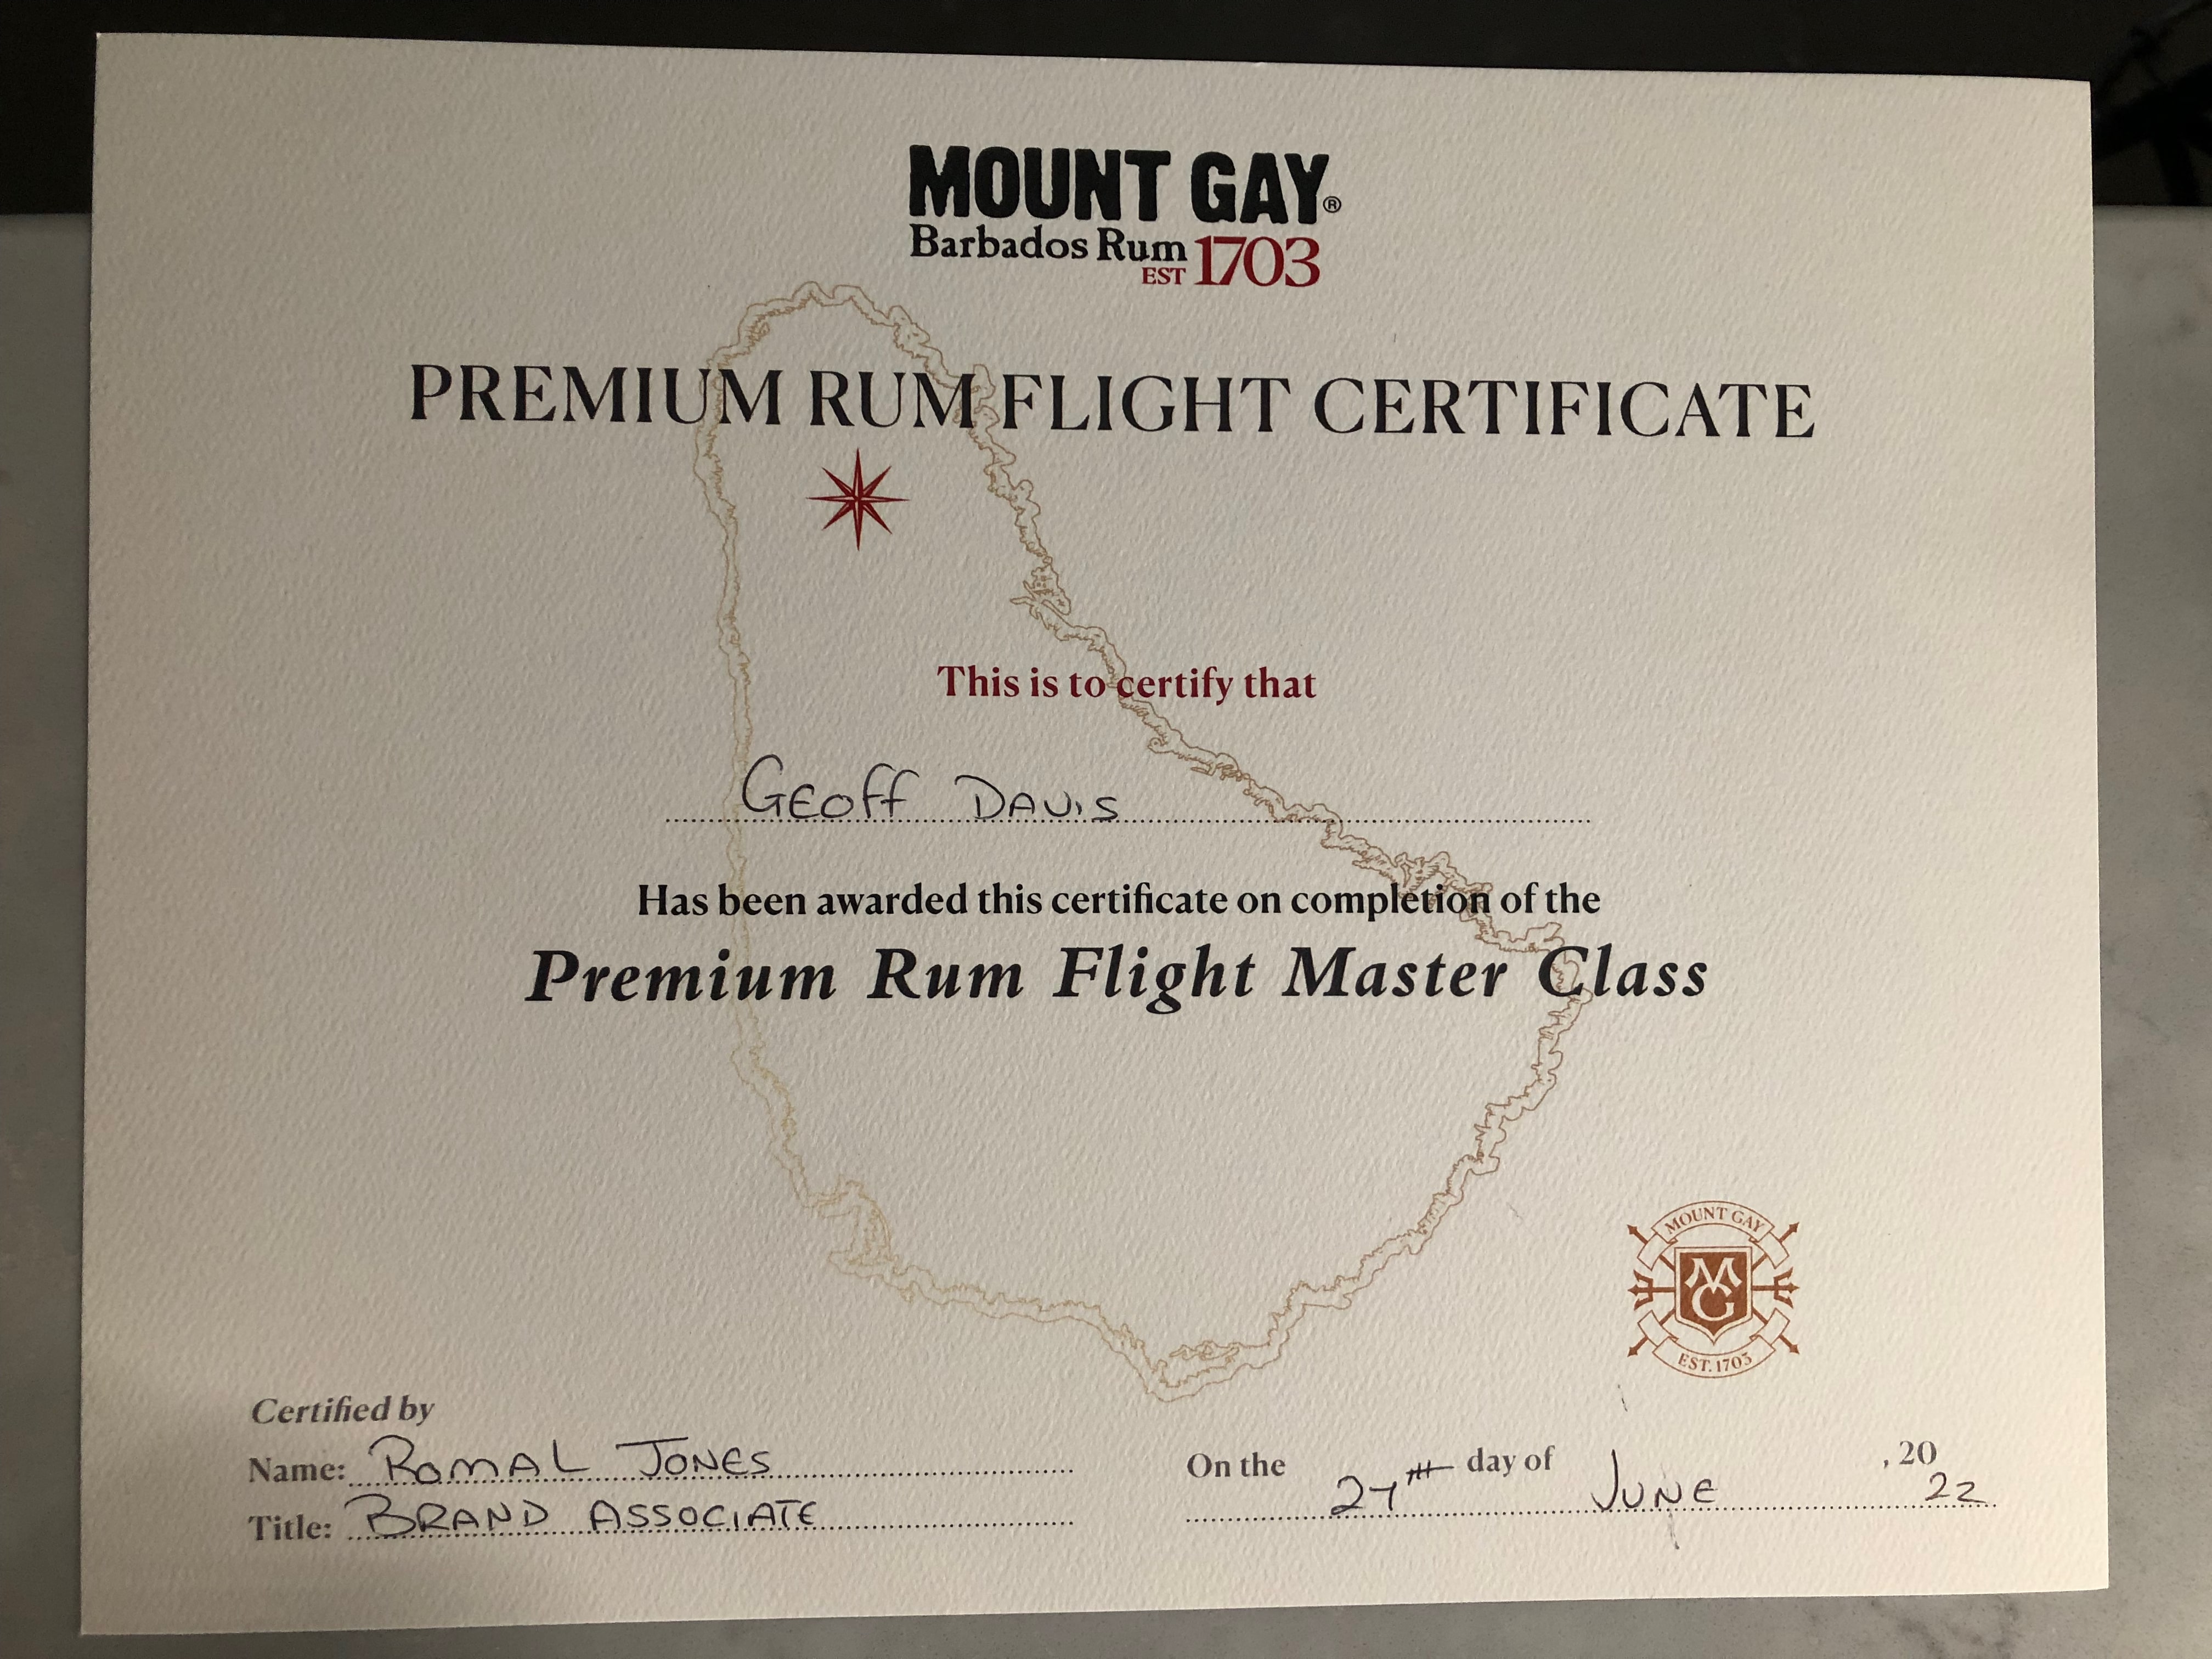 MOUNT GAY®
Barbados Rum
EST 1703
PREMIUM RUM FLIGHT CERTIFICATE
This is to certify that
GEOFF DAVIS
Has been awarded this certificate on completion of the
Premium Rum Flight Master Class
MOUNT GAY
MG
EST. 1703
Certified by
Name: ROMAL JONES
Title: BRAND ASSOCIATE
On the 27TH day of JUNE, 20 22